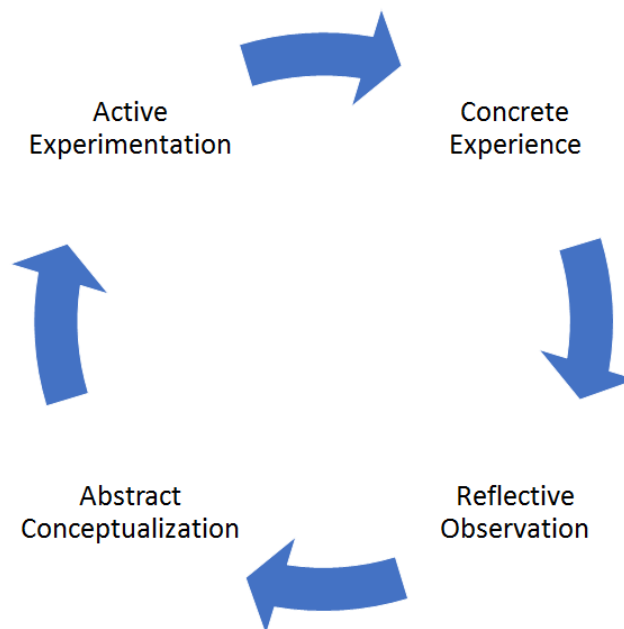 Active
Experimentation
Concrete
Experience
Abstract
Conceptualization
Reflective
Observation